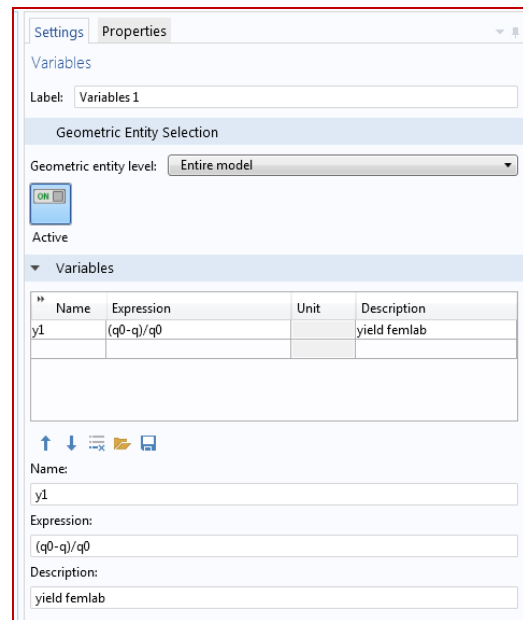 Settings Properties
Variables
Label: Variables 1
Geometric Entity Selection
Geometric entity level: Entire model
ON
Active
Variables
Name Expression Unit Description
y1 (q0-q)/q0 yield femlab
Name:
y1
Expression:
(q0-q)/q0
Description:
yield femlab